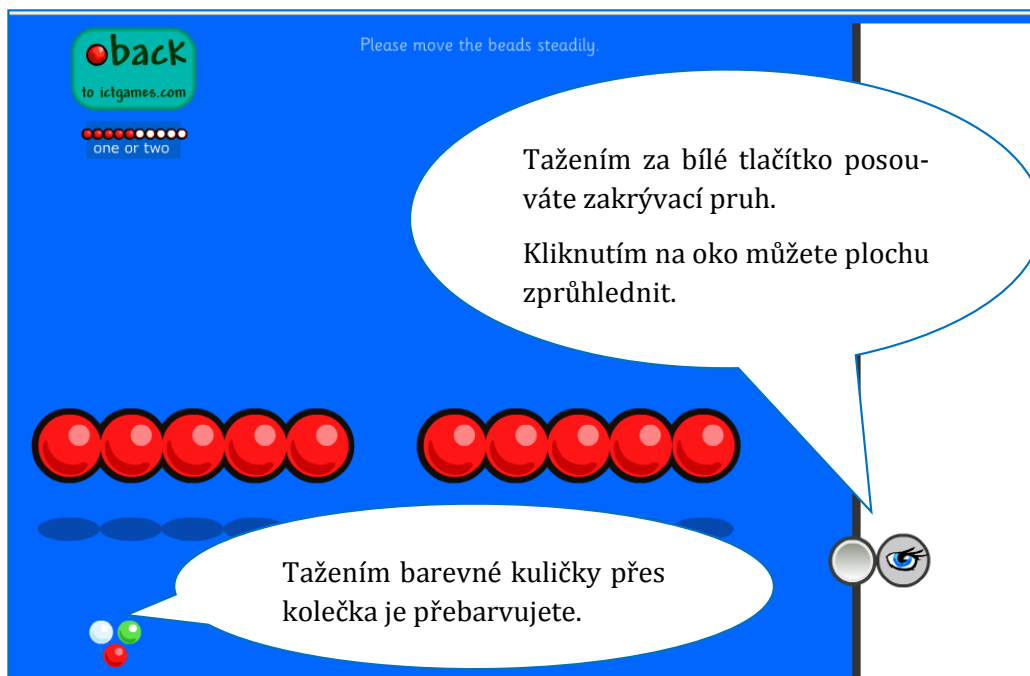 back
to ictgames.com
Please move the beads steadily.
one or two
Tažením za bílé tlačítko posou-
váte zakrývací pruh.
Kliknutím na oko můžete plochu
zprůhlednit.
Tažením barevné kuličky přes
kolečka je přebarvujete.